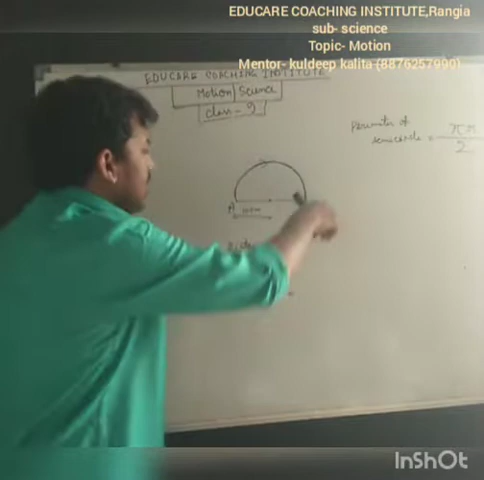 EDUCARE COACHING INSTITUTE,Rangia
sub- science
Topic- Motion
Mentor- kuldeep kalita (8876257990)
EDUCARE COACHING INSTITUTE
Motion | Science
class - 9
Perimeter of
semicircle =
2
A
InShOt